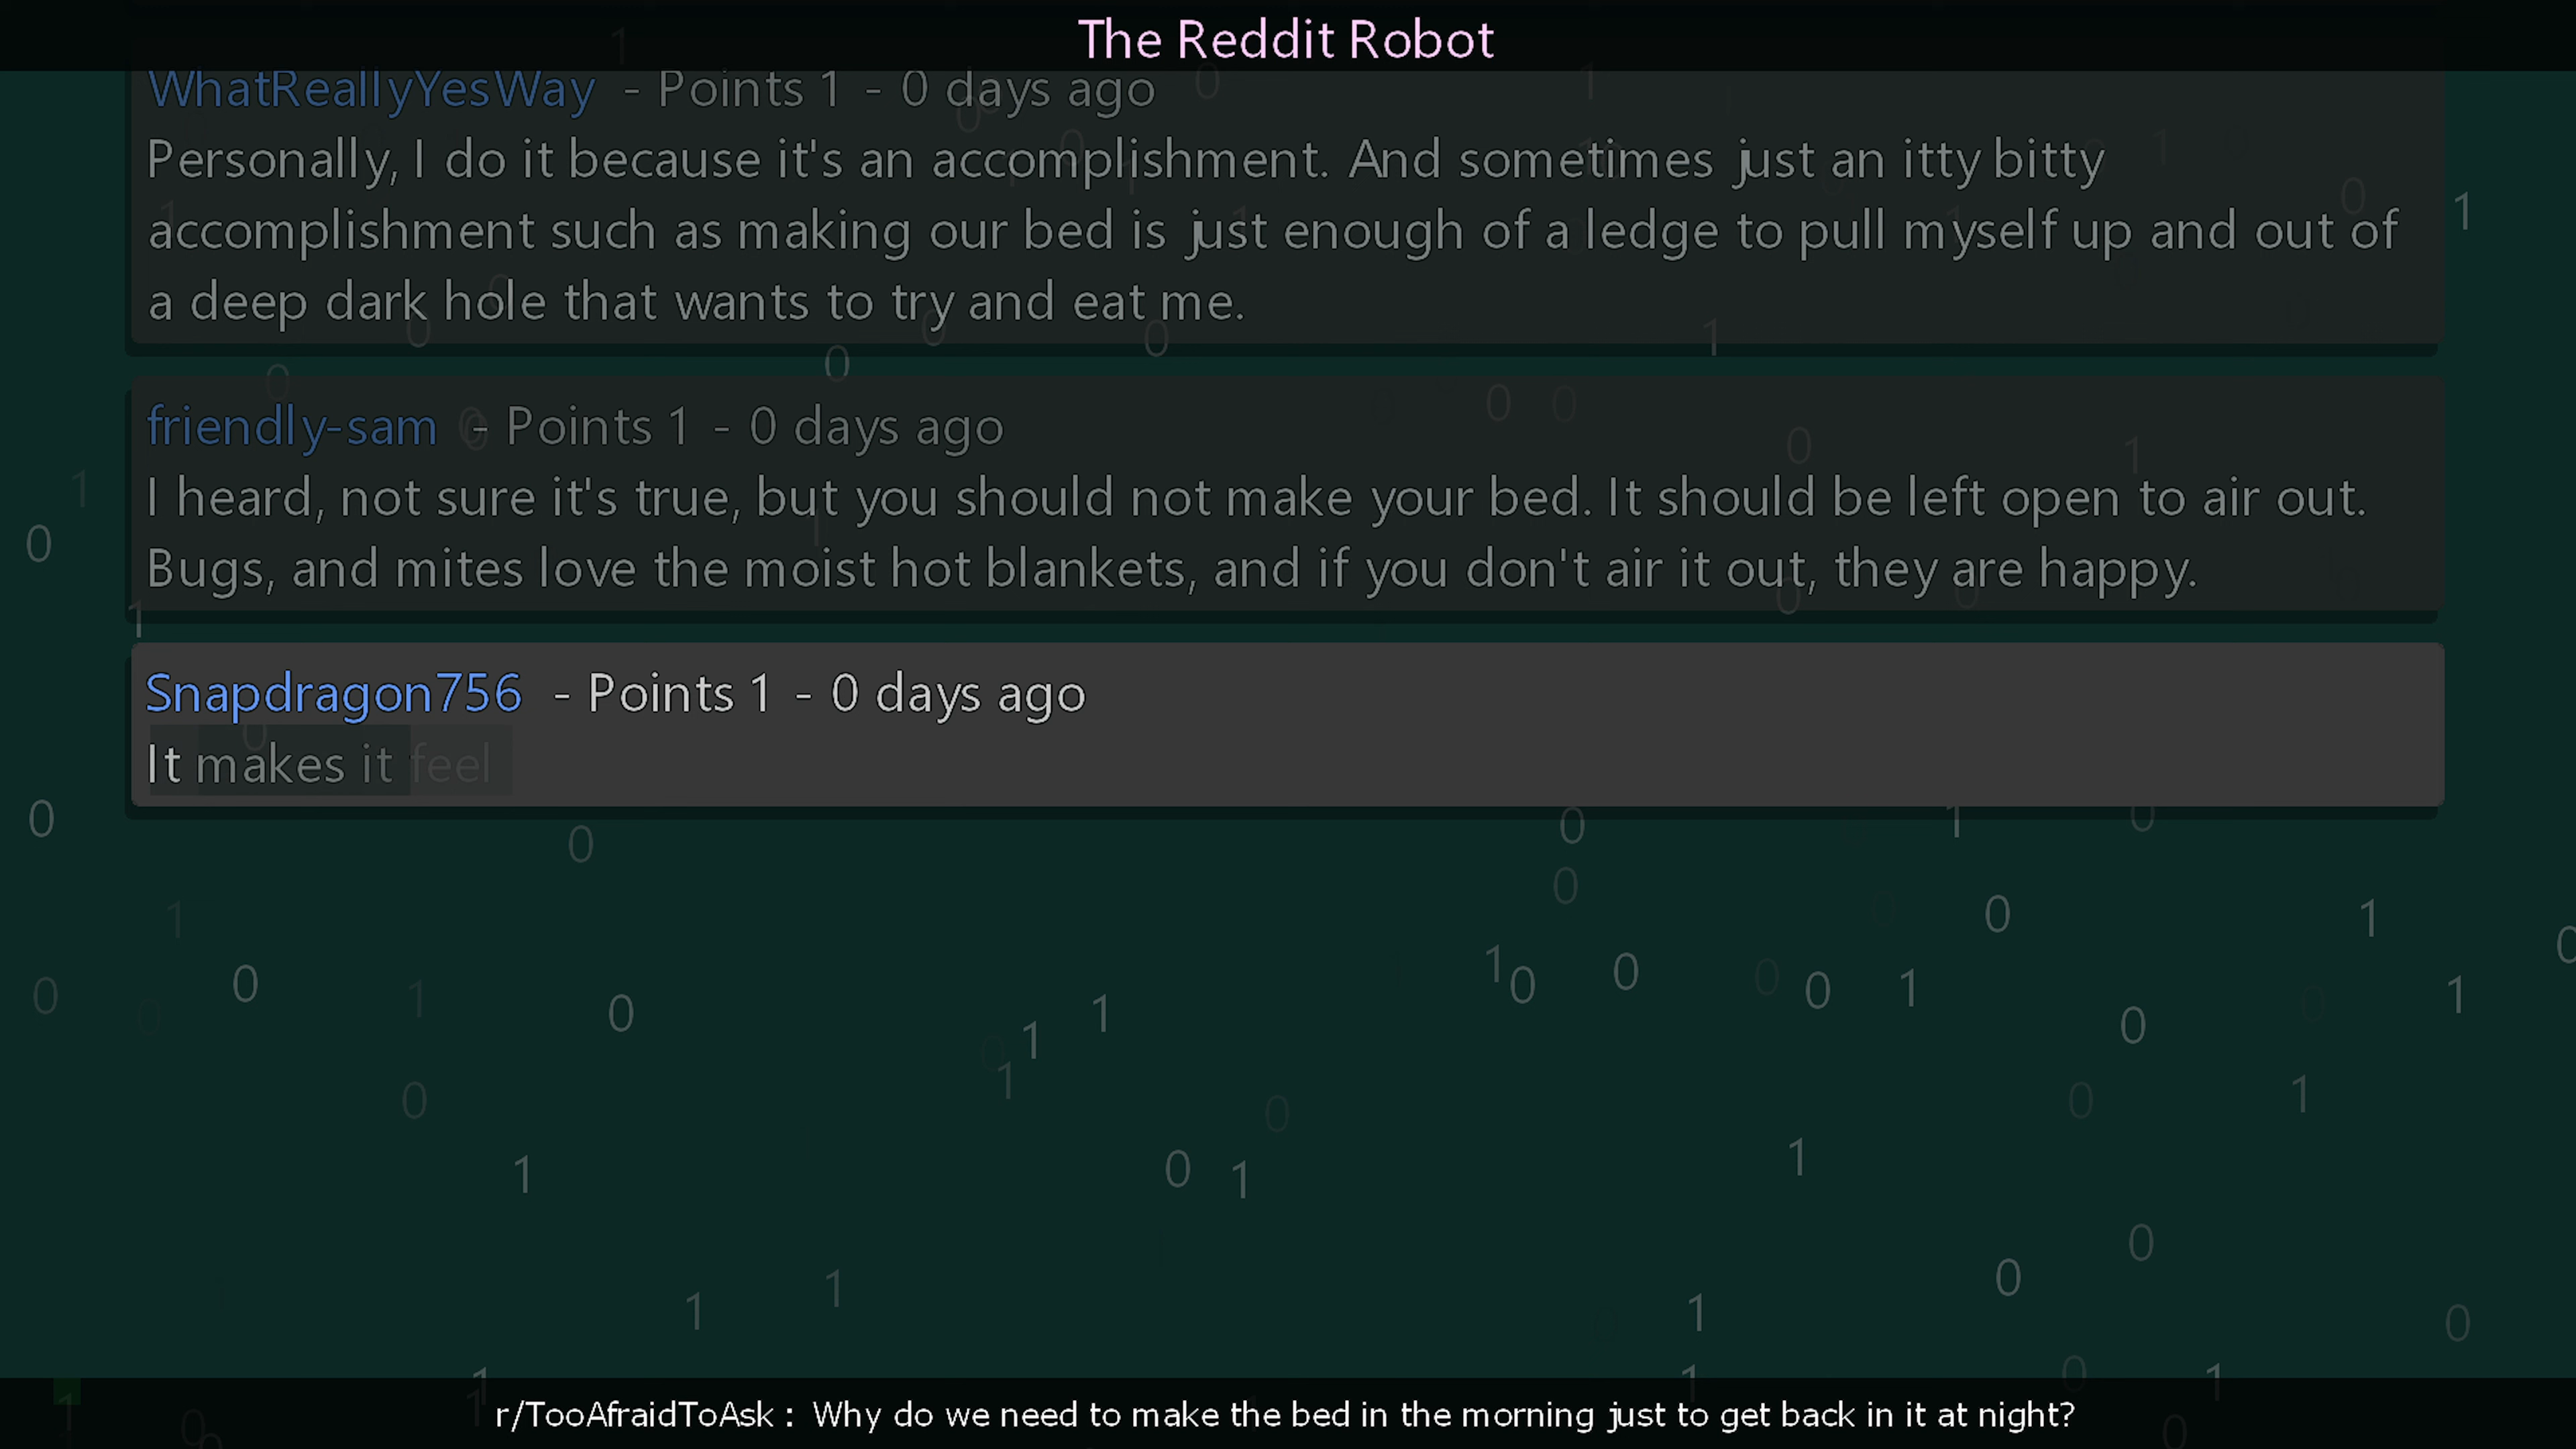 The Reddit Robot
WhatReallyYesWay - Points 1 - 0 days ago
Personally, I do it because it's an accomplishment. And sometimes just an itty bitty
accomplishment such as making our bed is just enough of a ledge to pull myself up and out of
a deep dark hole that wants to try and eat me.
friendly-sam - Points 1 - 0 days ago
I heard, not sure it's true, but you should not make your bed. It should be left open to air out.
Bugs, and mites love the moist hot blankets, and if you don't air it out, they are happy.
Snapdragon756 - Points 1 - 0 days ago
It makes it feel
r/TooAfraidToAsk : Why do we need to make the bed in the morning just to get back in it at night?